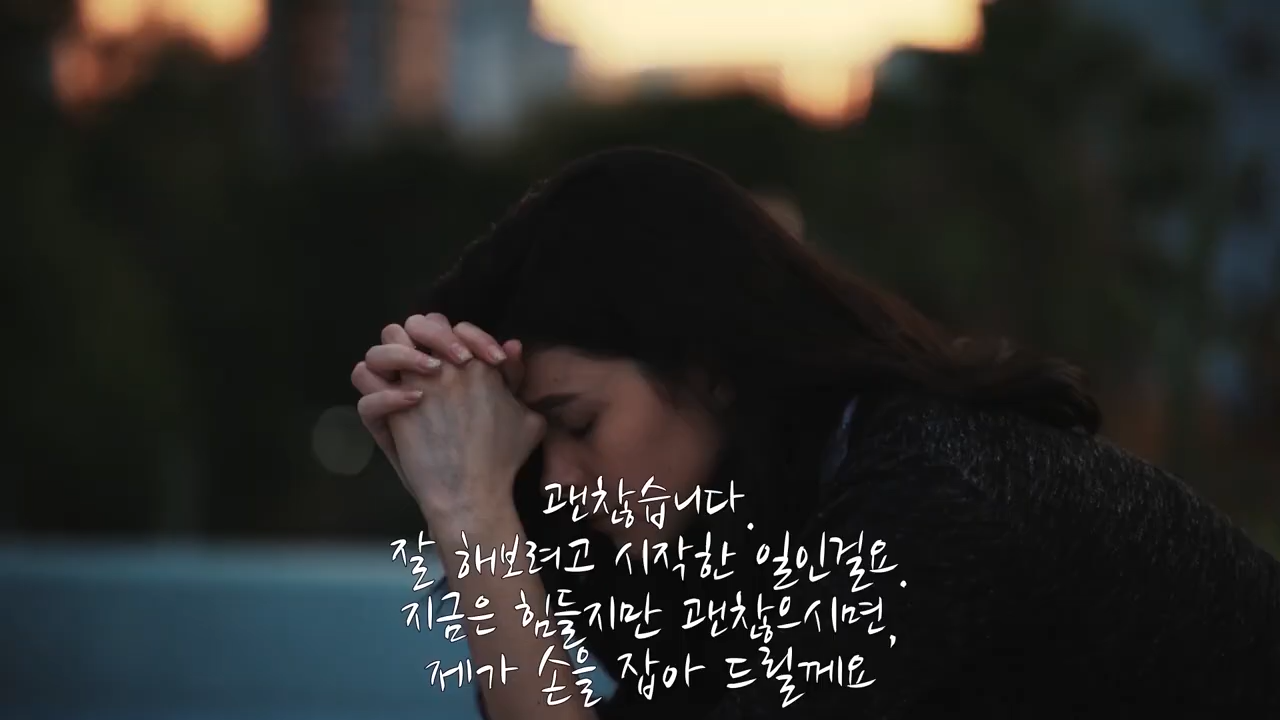 괜찮습니다.
잘 해보려고 시작한 일인걸요.
지금은 힘들지만 괜찮으시면,
제가 손을 잡아 드릴께요